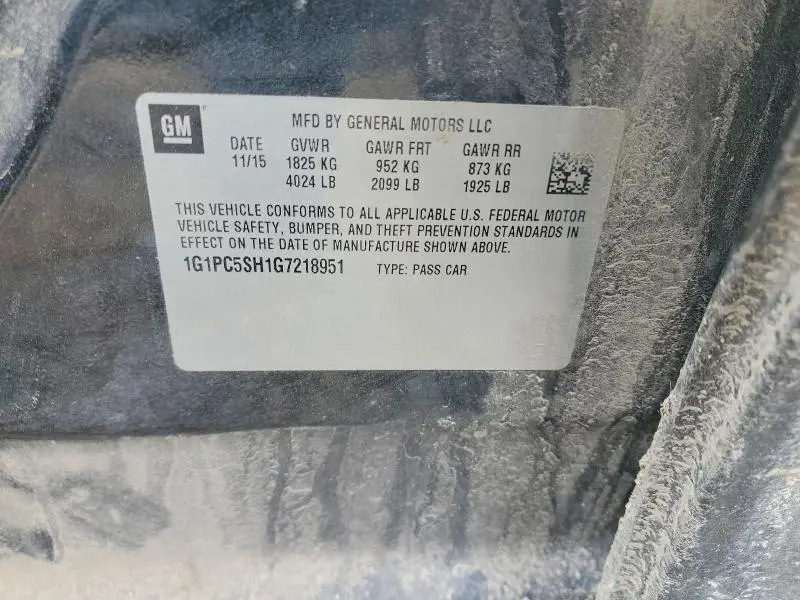 GM
MFD BY GENERAL MOTORS LLC
DATE GVWR GAWR FRT GAWR RR
11/15 1825 KG 952 KG 873 KG
4024 LB 2099 LB 1925 LB
THIS VEHICLE CONFORMS TO ALL APPLICABLE U.S. FEDERAL MOTOR
VEHICLE SAFETY, BUMPER, AND THEFT PREVENTION STANDARDS IN
EFFECT ON THE DATE OF MANUFACTURE SHOWN ABOVE.
1G1PC5SH1G7218951 TYPE: PASS CAR